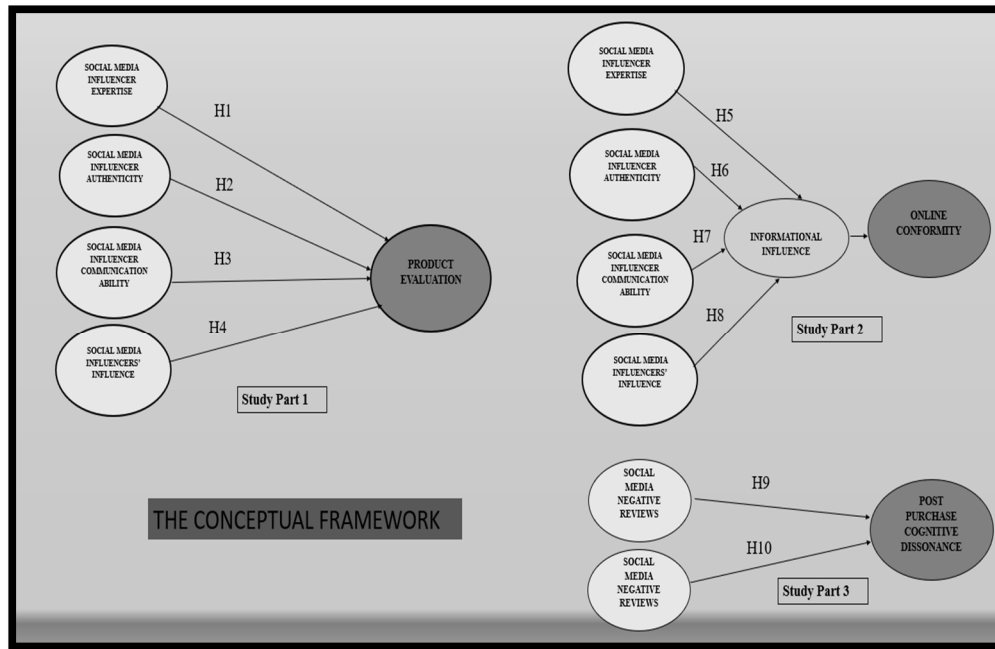 SOCIAL MEDIA
INFLUENCER
EXPERTISE
H1
SOCIAL MEDIA
INFLUENCER
AUTHENTICITY
H2
SOCIAL MEDIA
INFLUENCER
COMMUNICATION
ABILITY
H3
SOCIAL MEDIA
INFLUENCERS'
INFLUENCE
H4
PRODUCT
EVALUATION
Study Part 1
THE CONCEPTUAL FRAMEWORK
SOCIAL MEDIA
INFLUENCER
EXPERTISE
H5
SOCIAL MEDIA
INFLUENCER
AUTHENTICITY
H6
SOCIAL MEDIA
INFLUENCER
COMMUNICATION
ABILITY
H7
SOCIAL MEDIA
INFLUENCERS'
INFLUENCE
H8
INFORMATIONAL
INFLUENCE
ONLINE
CONFORMITY
Study Part 2
SOCIAL
MEDIA
NEGATIVE
REVIEWS
H9
SOCIAL
MEDIA
NEGATIVE
REVIEWS
H10
POST
PURCHASE
COGNITIVE
DISSONANCE
Study Part 3